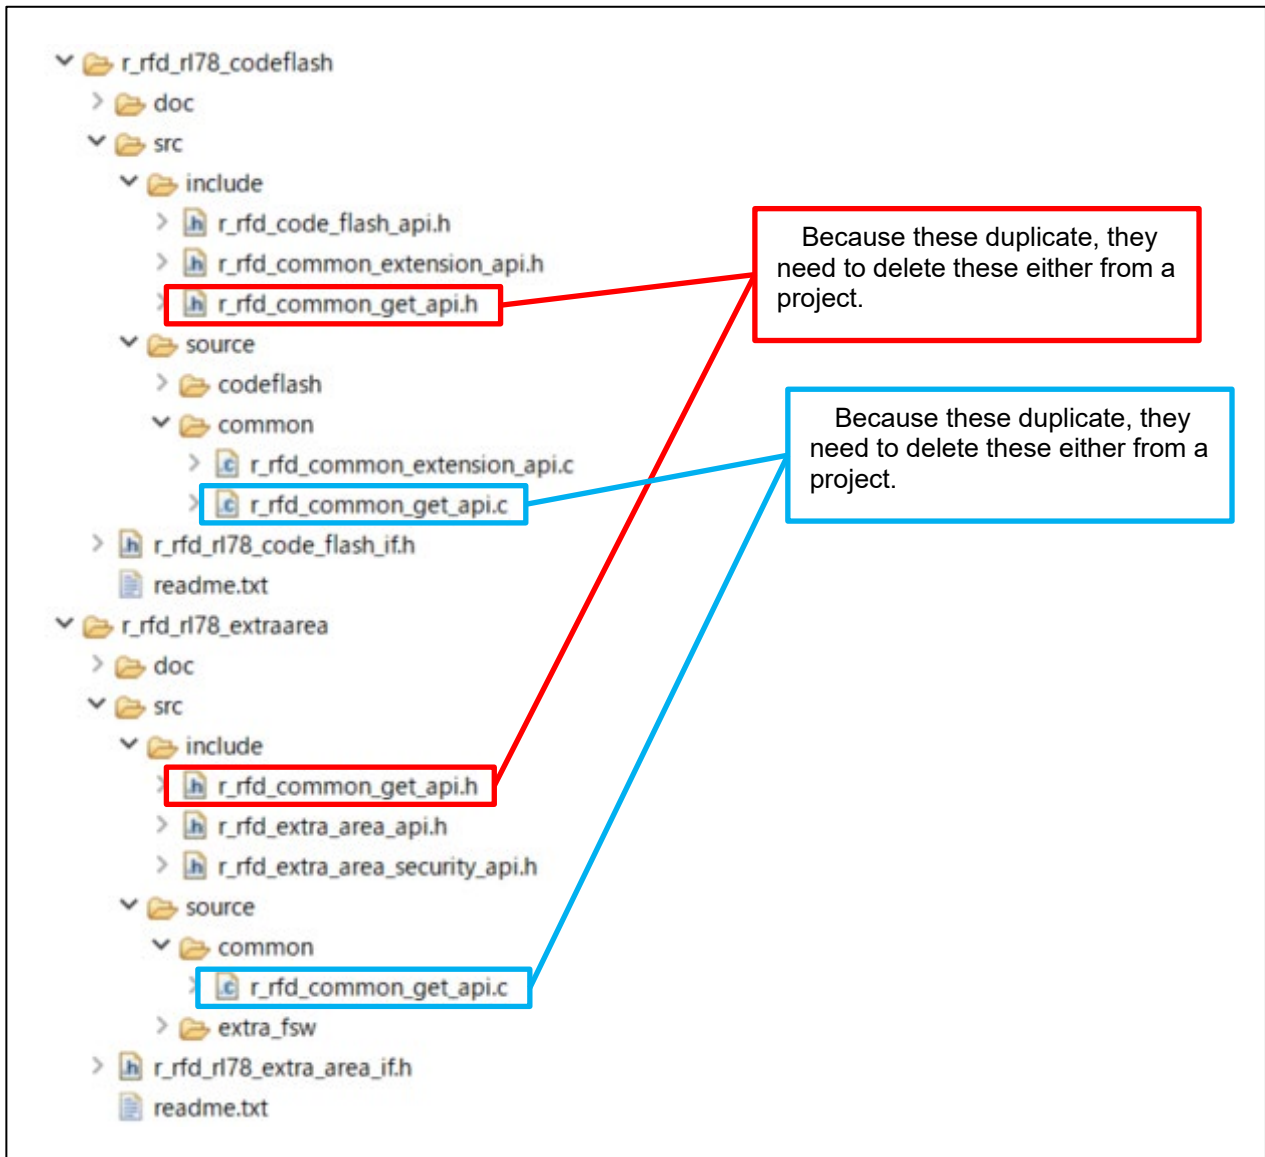 r_rfd_rl78_codeflash
doc
src
include
r_rfd_code_flash_api.h
r_rfd_common_extension_api.h
r_rfd_common_get_api.h
source
codeflash
common
r_rfd_common_extension_api.c
r_rfd_common_get_api.c
r_rfd_rl78_code_flash_if.h
readme.txt
r_rfd_rl78_extraarea
doc
src
include
r_rfd_common_get_api.h
r_rfd_extra_area_api.h
r_rfd_extra_area_security_api.h
source
common
r_rfd_common_get_api.c
extra_fsw
r_rfd_rl78_extra_area_if.h
readme.txt
Because these duplicate, they
need to delete these either from a
project.
Because these duplicate, they
need to delete these either from a
project.